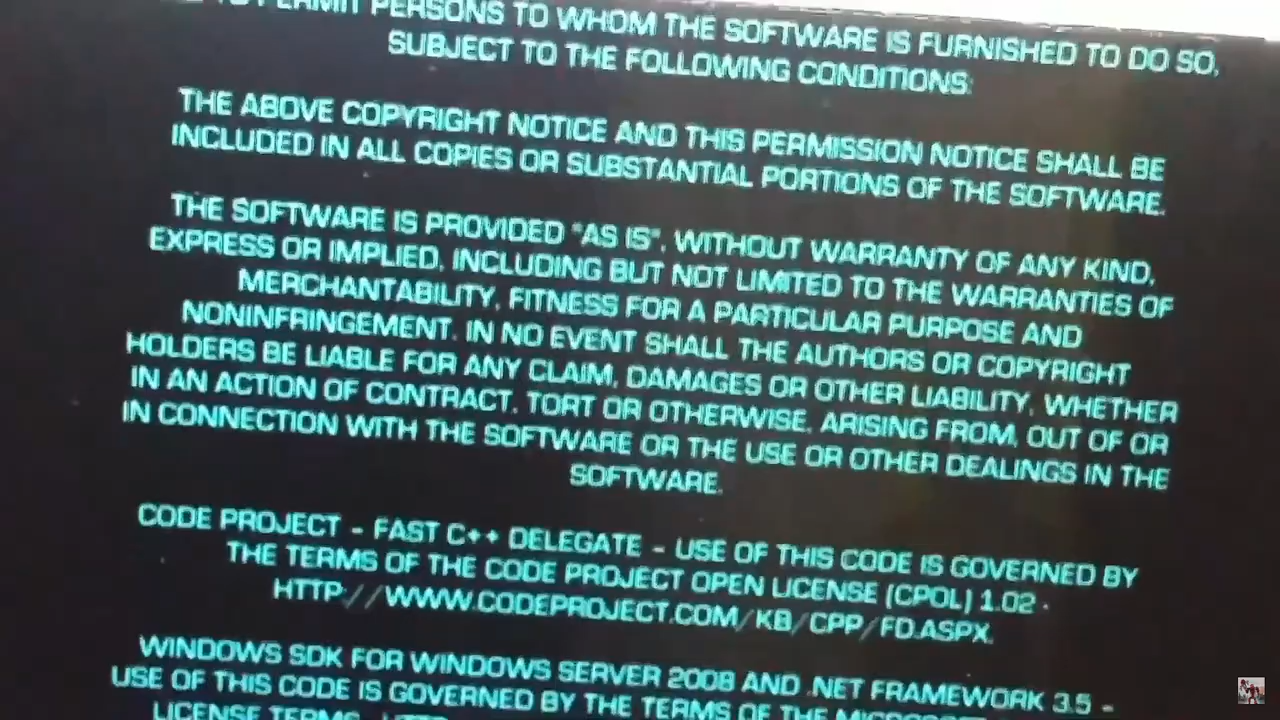 PERMIT PERSONS TO WHOM THE SOFTWARE IS FURNISHED TO DO SO,
SUBJECT TO THE FOLLOWING CONDITIONS:
THE ABOVE COPYRIGHT NOTICE AND THIS PERMISSION NOTICE SHALL BE
INCLUDED IN ALL COPIES OR SUBSTANTIAL PORTIONS OF THE SOFTWARE.
THE SOFTWARE IS PROVIDED "AS IS", WITHOUT WARRANTY OF ANY KIND,
EXPRESS OR IMPLIED, INCLUDING BUT NOT LIMITED TO THE WARRANTIES OF
MERCHANTABILITY, FITNESS FOR A PARTICULAR PURPOSE AND
NONINFRINGEMENT. IN NO EVENT SHALL THE AUTHORS OR COPYRIGHT
HOLDERS BE LIABLE FOR ANY CLAIM, DAMAGES OR OTHER LIABILITY, WHETHER
IN AN ACTION OF CONTRACT, TORT OR OTHERWISE, ARISING FROM, OUT OF OR
IN CONNECTION WITH THE SOFTWARE OR THE USE OR OTHER DEALINGS IN THE
SOFTWARE.
CODE PROJECT - FAST C++ DELEGATE - USE OF THIS CODE IS GOVERNED BY
THE TERMS OF THE CODE PROJECT OPEN LICENSE (CPOL) 1.02 -
HTTP://WWW.CODEPROJECT.COM/KB/CPP/FD.ASPX.
WINDOWS SDK FOR WINDOWS SERVER 2008 AND .NET FRAMEWORK 3.5 -
USE OF THIS CODE IS GOVERNED BY THE TERMS OF THE
LICENSE TERMS